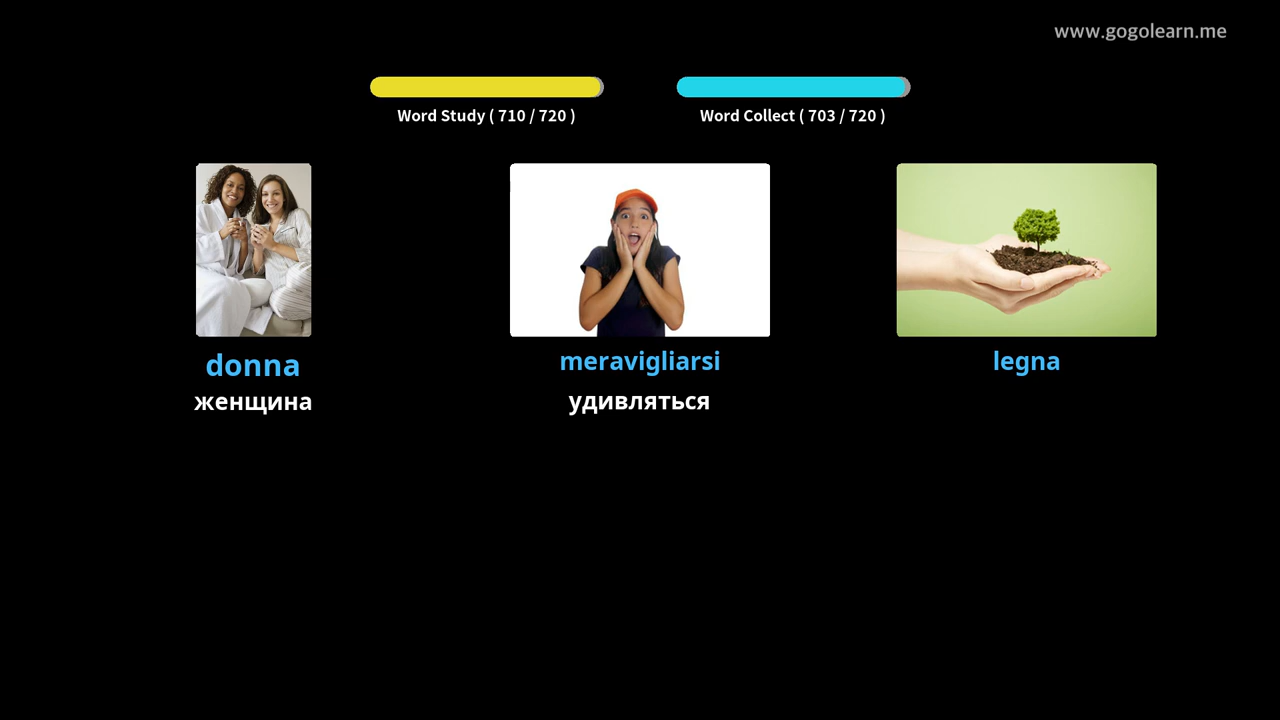 www.gogolearn.me
Word Study ( 710 / 720 )
Word Collect ( 703 / 720 )
donna
женщина
meravigliarsi
удивляться
legna